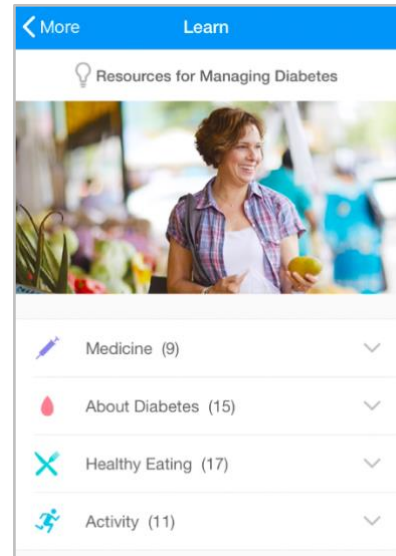 More
Learn
Resources for Managing Diabetes
Medicine (9)
About Diabetes (15)
Healthy Eating (17)
Activity (11)